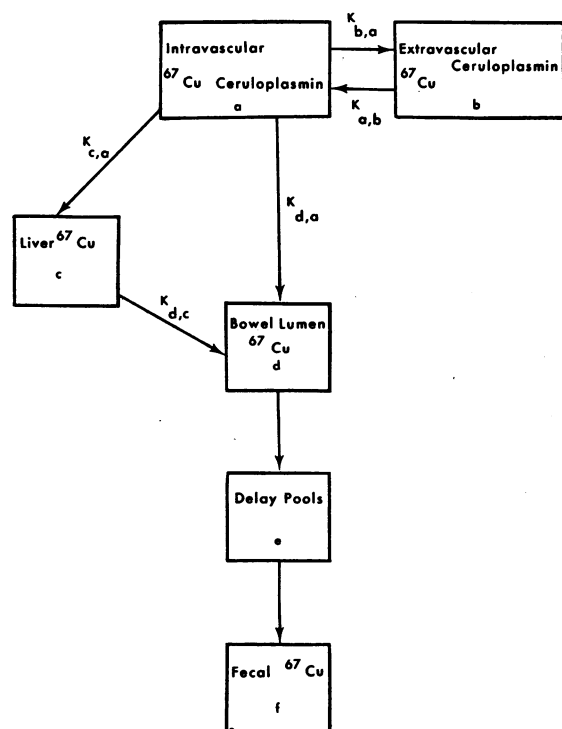 K
b,a
Intravascular
67 Cu Ceruloplasmin
a
Extravascular
Ceruloplasmin
67 Cu
b
K
a,b
K
c,a
K
d,a
Liver 67 Cu
c
K
d,c
Bowel Lumen
67 Cu
d
Delay Pools
e
Fecal 67 Cu
f